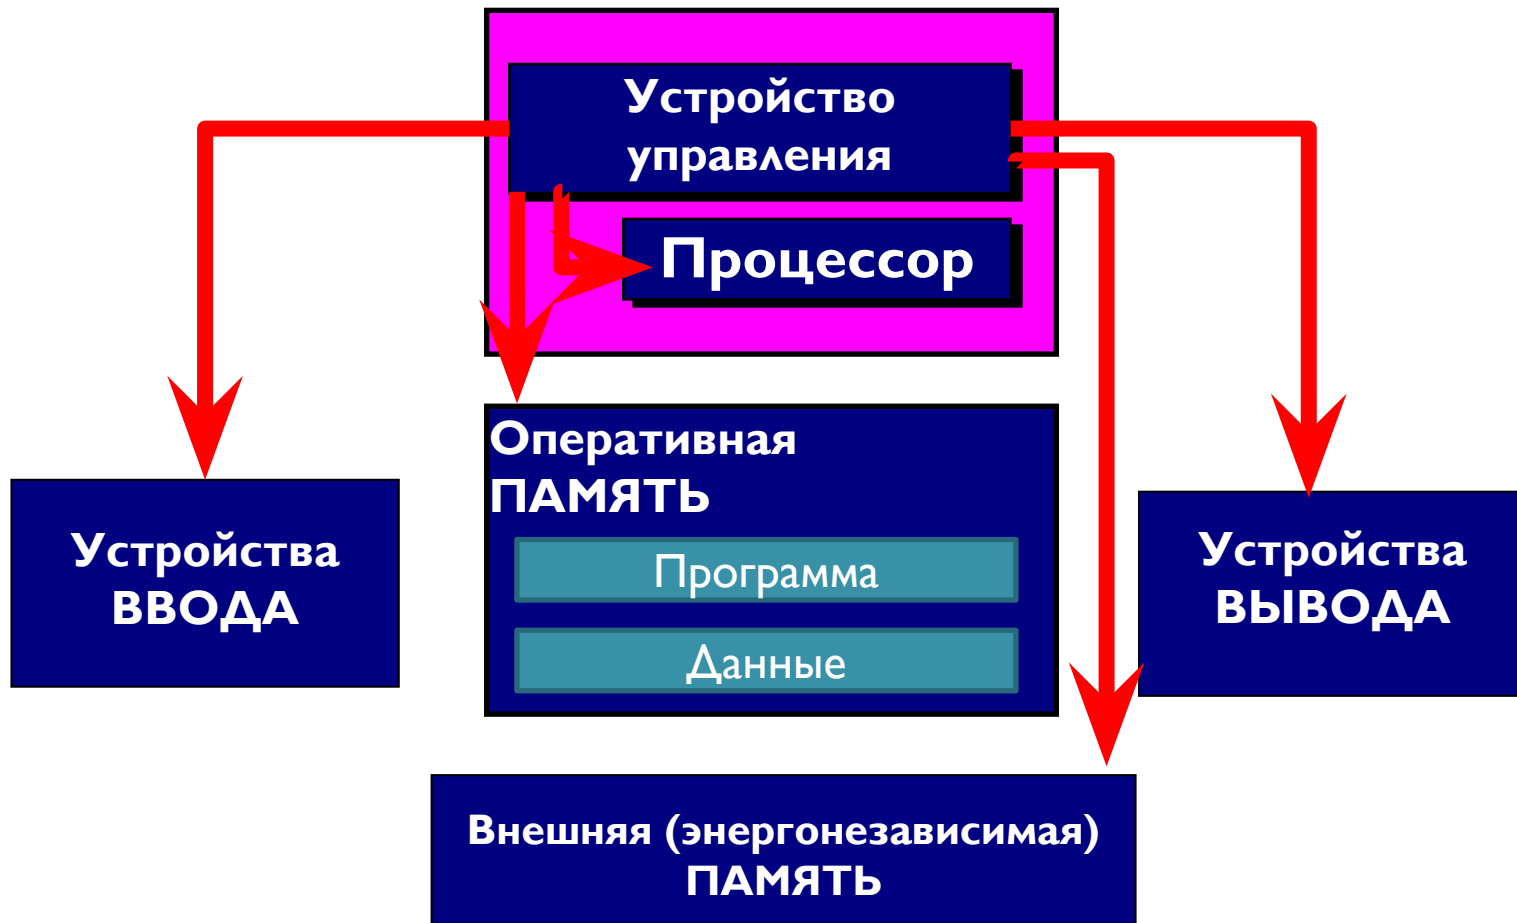 Устройство
управления
Процессор
Оперативная
ПАМЯТЬ
Программа
Данные
Устройства
ВВОДА
Устройства
ВЫВОДА
Внешняя (энергонезависимая)
ПАМЯТЬ